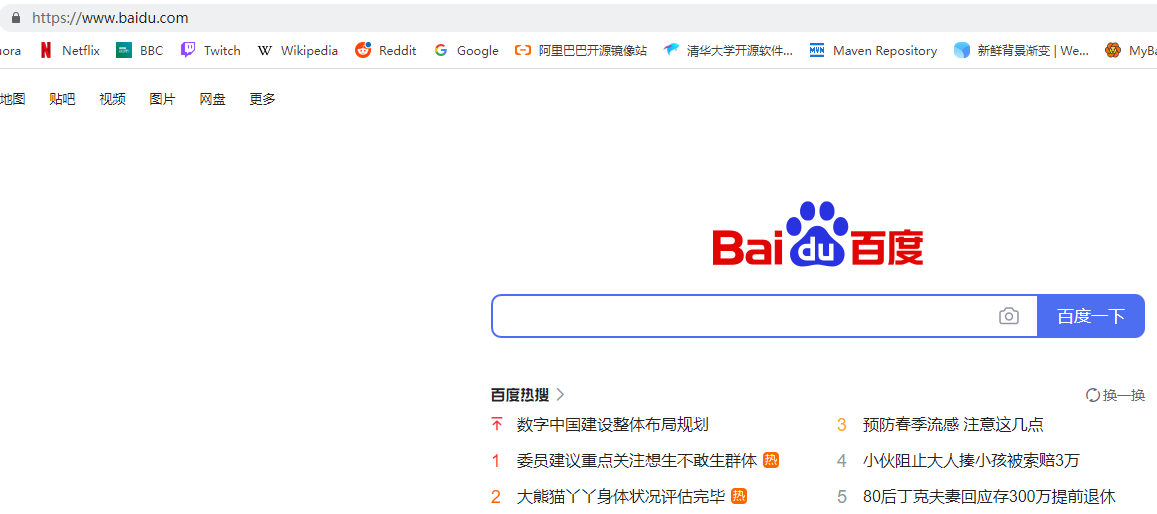 https://www.baidu.com
ora Netflix BBC Twitch Wikipedia Reddit Google 阿里巴巴开源镜像站 清华大学开源软件... Maven Repository 新鲜背景渐变 | We... MyBa
地图 贴吧 视频 图片 网盘 更多
Bai du 百度
百度一下
百度热搜 换一换
数字中国建设整体布局规划
1 委员建议重点关注想生不敢生群体 热
2 大熊猫丫丫身体状况评估完毕 热
3 预防春季流感 注意这几点
4 小伙阻止大人揍小孩被索赔3万
5 80后丁克夫妻回应存300万提前退休